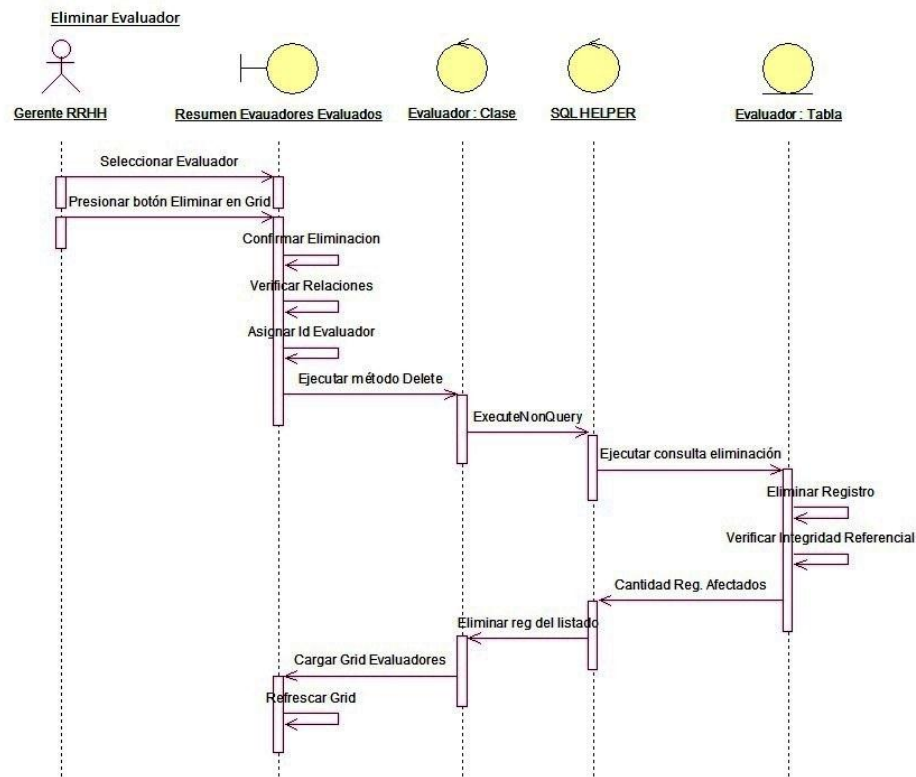 Eliminar Evaluador
Gerente RRHH
Resumen Evauadores Evaluados
Evaluador : Clase
SQL HELPER
Evaluador : Tabla
Seleccionar Evaluador
Presionar botón Eliminar en Grid
Confirmar Eliminacion
Verificar Relaciones
Asignar Id Evaluador
Ejecutar método Delete
ExecuteNonQuery
Ejecutar consulta eliminación
Eliminar Registro
Verificar Integridad Referencial
Cantidad Reg. Afectados
Eliminar reg del listado
Cargar Grid Evaluadores
Refrescar Grid